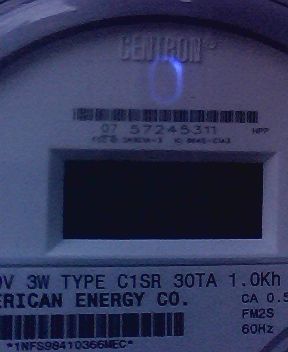 CENTRON
07 57245311 HPP
0V 3W TYPE C1SR 30TA 1.0Kh
ERICAN ENERGY CO. CA 0.5
FM2S
60Hz
*1NFS98410366MEC*